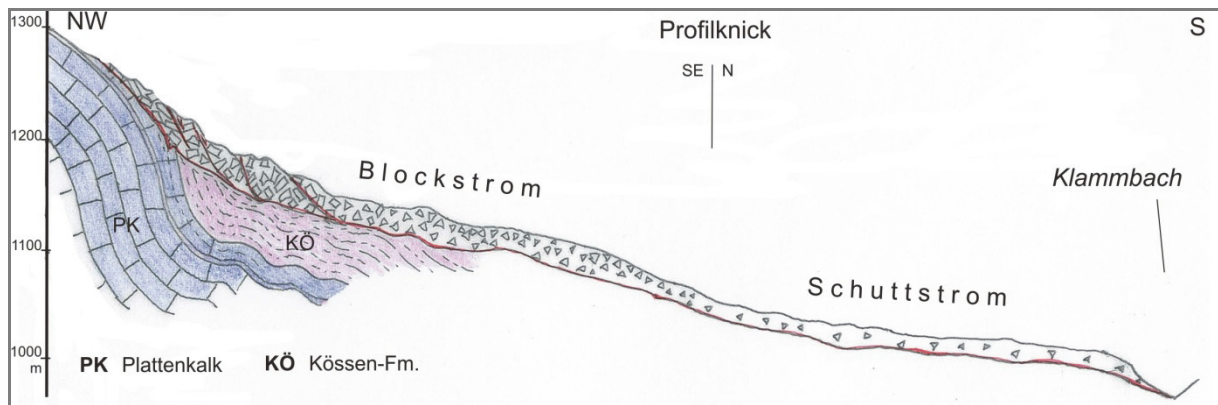 1300
NW
Profilknick
S
SE N
1200
Blockstrom
Klammbach
PK
KÖ
1100
Schuttstrom
1000
m
PK Plattenkalk KÖ Kössen-Fm.